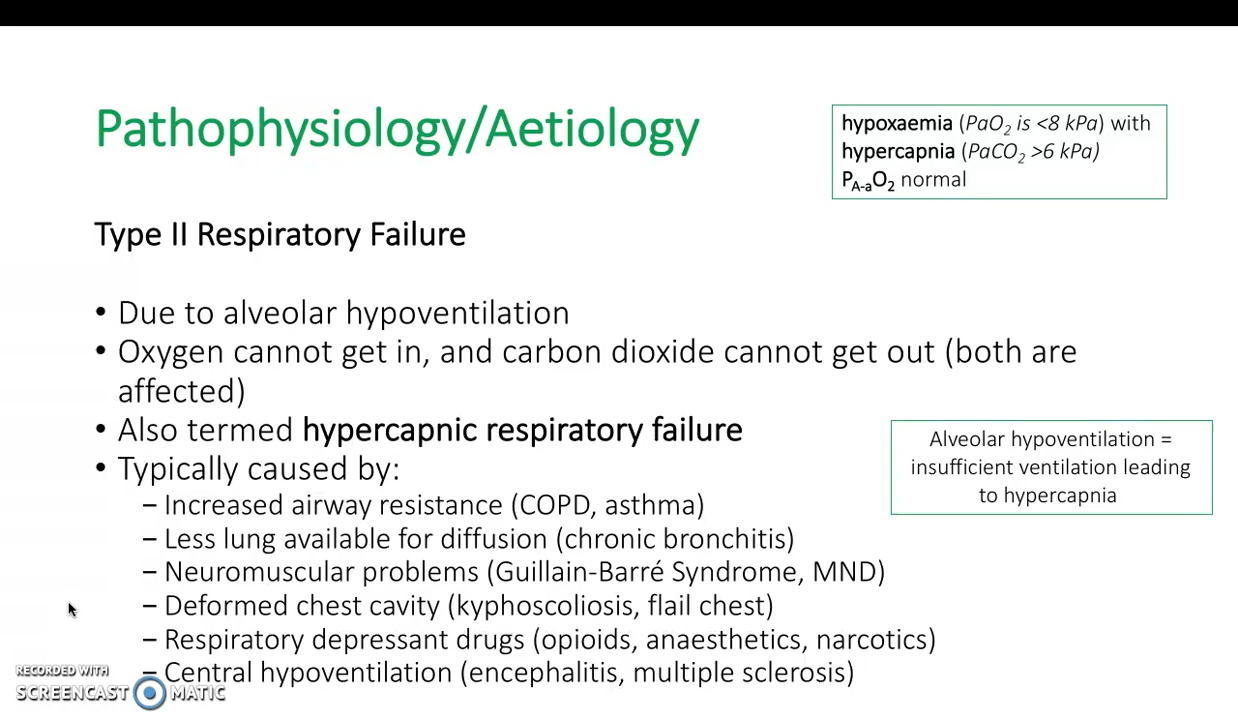 Pathophysiology/Aetiology
hypoxaemia (PaO2 is <8 kPa) with
hypercapnia (PaCO2 >6 kPa)
PA-aO2 normal
Type II Respiratory Failure
• Due to alveolar hypoventilation
• Oxygen cannot get in, and carbon dioxide cannot get out (both are
affected)
• Also termed hypercapnic respiratory failure
• Typically caused by:
Alveolar hypoventilation =
insufficient ventilation leading
to hypercapnia
– Increased airway resistance (COPD, asthma)
– Less lung available for diffusion (chronic bronchitis)
– Neuromuscular problems (Guillain-Barré Syndrome, MND)
– Deformed chest cavity (kyphoscoliosis, flail chest)
– Respiratory depressant drugs (opioids, anaesthetics, narcotics)
– Central hypoventilation (encephalitis, multiple sclerosis)
RECORDED WITH
SCREENCAST MATIC